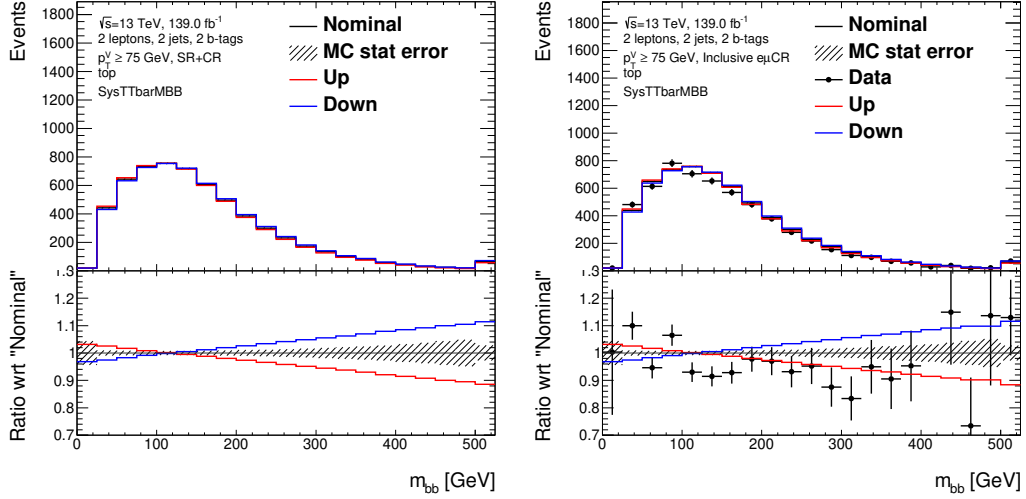 Events
√s=13 TeV, 139.0 fb⁻¹
2 leptons, 2 jets, 2 b-tags
p_T^V ≥ 75 GeV, SR+CR
top
SysTTbarMBB
Nominal
MC stat error
Up
Down
1800
1600
1400
1200
1000
800
600
400
200
Ratio wrt "Nominal"
1.3
1.2
1.1
1
0.9
0.8
0.7
0 100 200 300 400 500
m_bb [GeV]
Events
√s=13 TeV, 139.0 fb⁻¹
2 leptons, 2 jets, 2 b-tags
p_T^V ≥ 75 GeV, Inclusive eμCR
top
SysTTbarMBB
Nominal
MC stat error
Data
Up
Down
1800
1600
1400
1200
1000
800
600
400
200
Ratio wrt "Nominal"
1.3
1.2
1.1
1
0.9
0.8
0.7
0 100 200 300 400 500
m_bb [GeV]